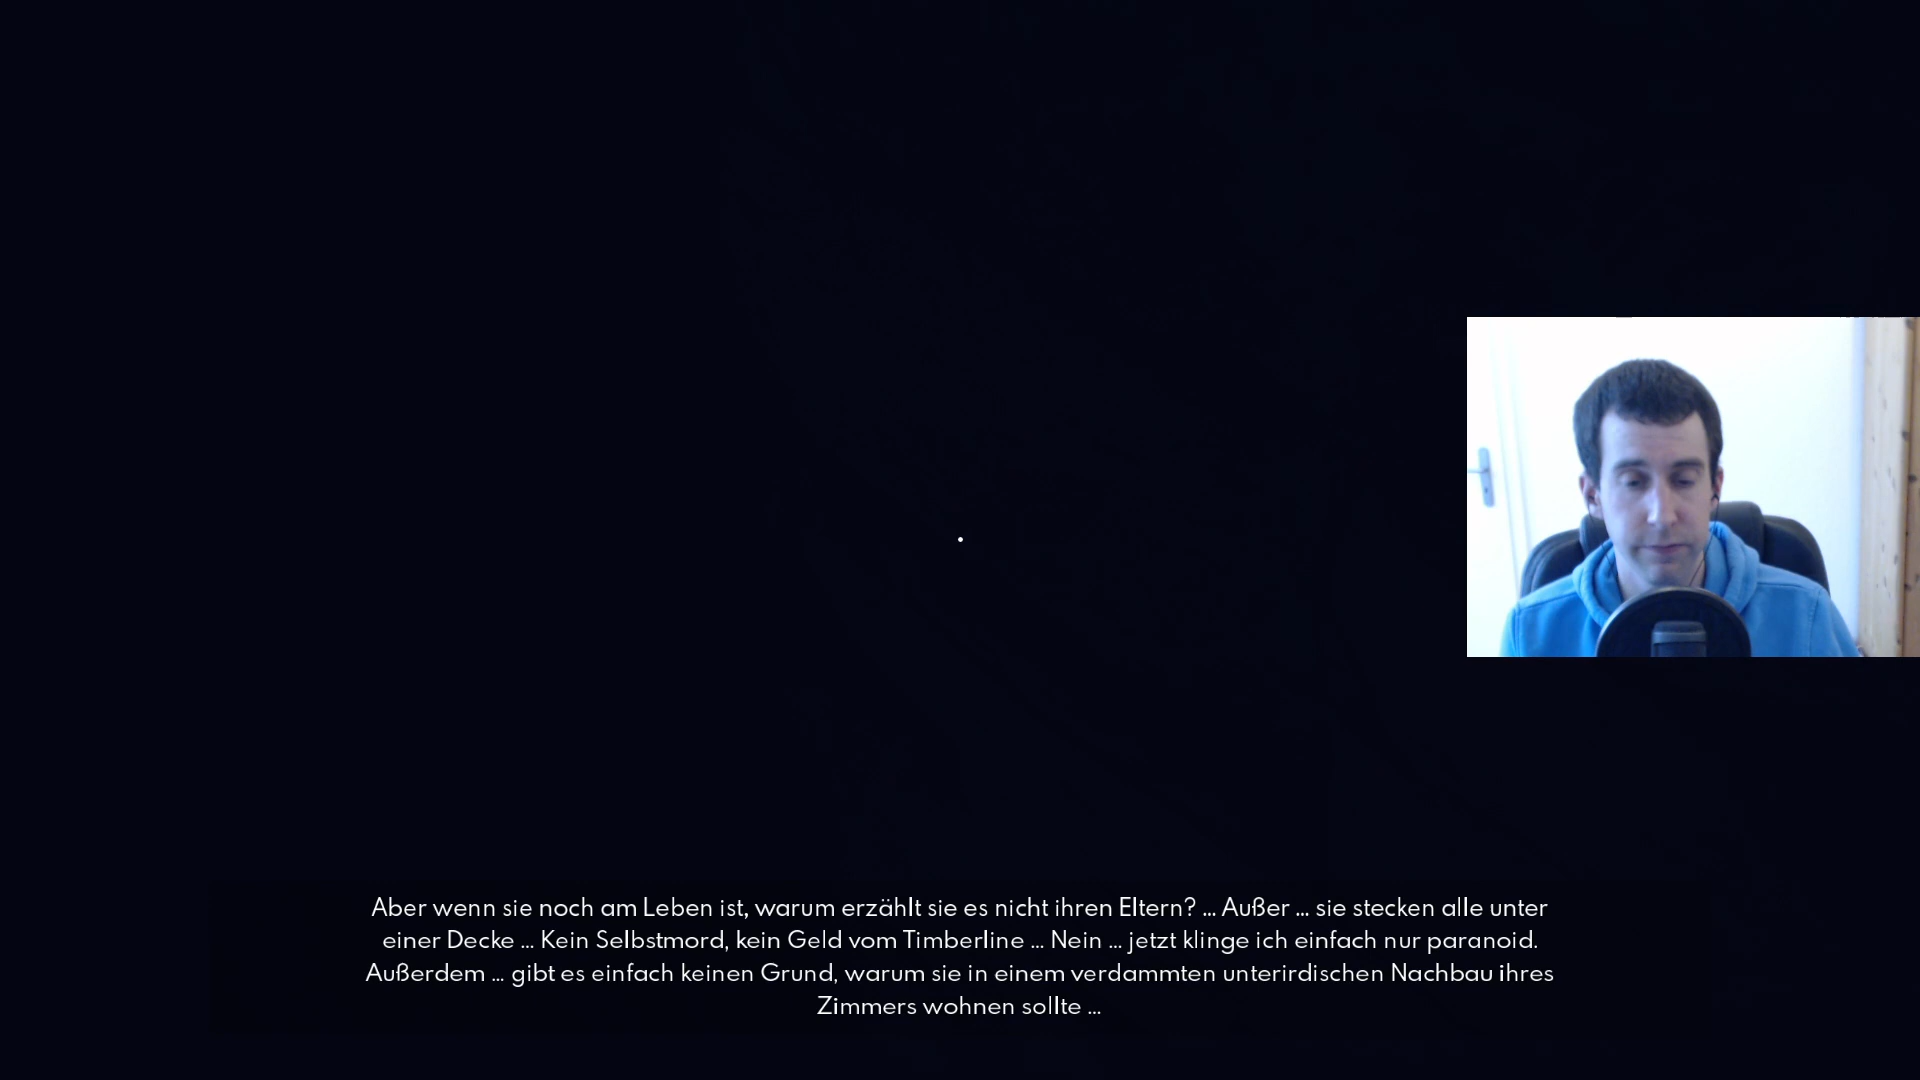 Aber wenn sie noch am Leben ist, warum erzählt sie es nicht ihren Eltern? ... Außer ... sie stecken alle unter
einer Decke ... Kein Selbstmord, kein Geld vom Timberline ... Nein ... jetzt klinge ich einfach nur paranoid.
Außerdem ... gibt es einfach keinen Grund, warum sie in einem verdammten unterirdischen Nachbau ihres
Zimmers wohnen sollte ...